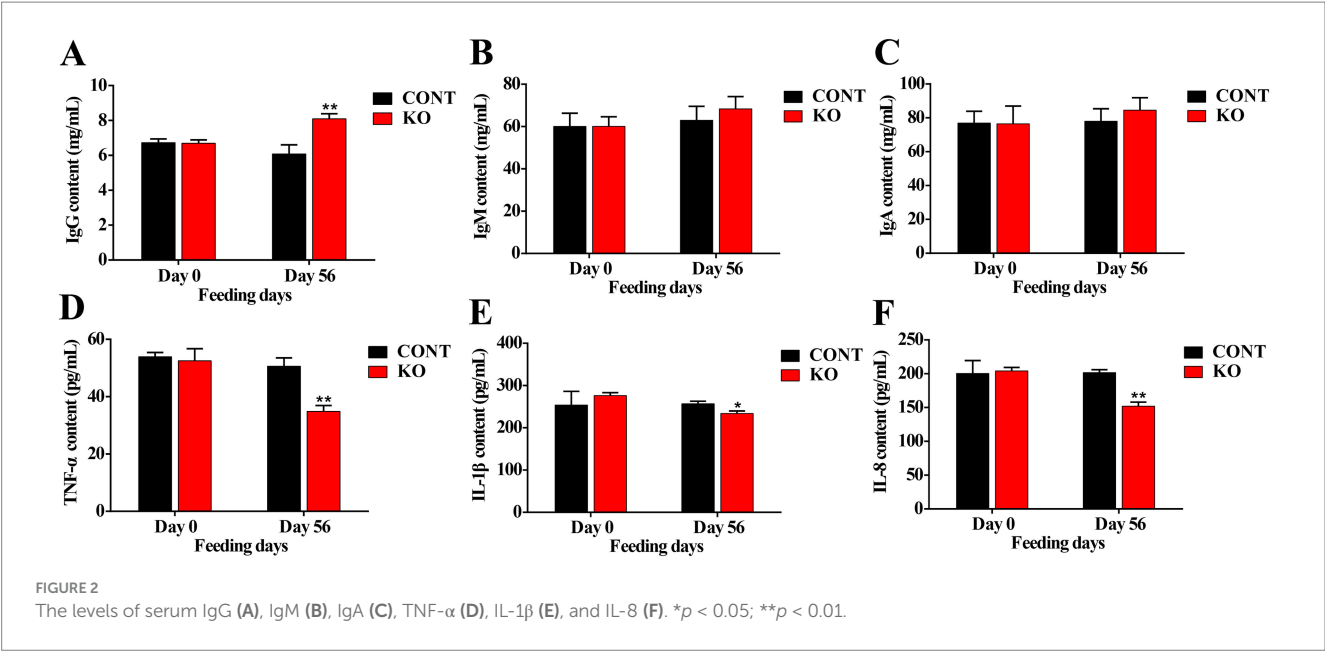 A
10
8
6
4
2
0
IgG content (mg/mL)
**
CONT
KO
Day 0
Day 56
Feeding days
B
80
60
40
20
0
IgM content (ng/mL)
CONT
KO
Day 0
Day 56
Feeding days
C
100
80
60
40
20
0
IgA content (mg/mL)
CONT
KO
Day 0
Day 56
Feeding days
D
60
40
20
0
TNF-α content (pg/mL)
**
CONT
KO
Day 0
Day 56
Feeding days
E
400
300
200
100
0
IL-1β content (pg/mL)
*
CONT
KO
Day 0
Day 56
Feeding days
F
250
200
150
100
50
0
IL-8 content (pg/mL)
**
CONT
KO
Day 0
Day 56
Feeding days
FIGURE 2
The levels of serum IgG (A), IgM (B), IgA (C), TNF-α (D), IL-1β (E), and IL-8 (F). *p < 0.05; **p < 0.01.